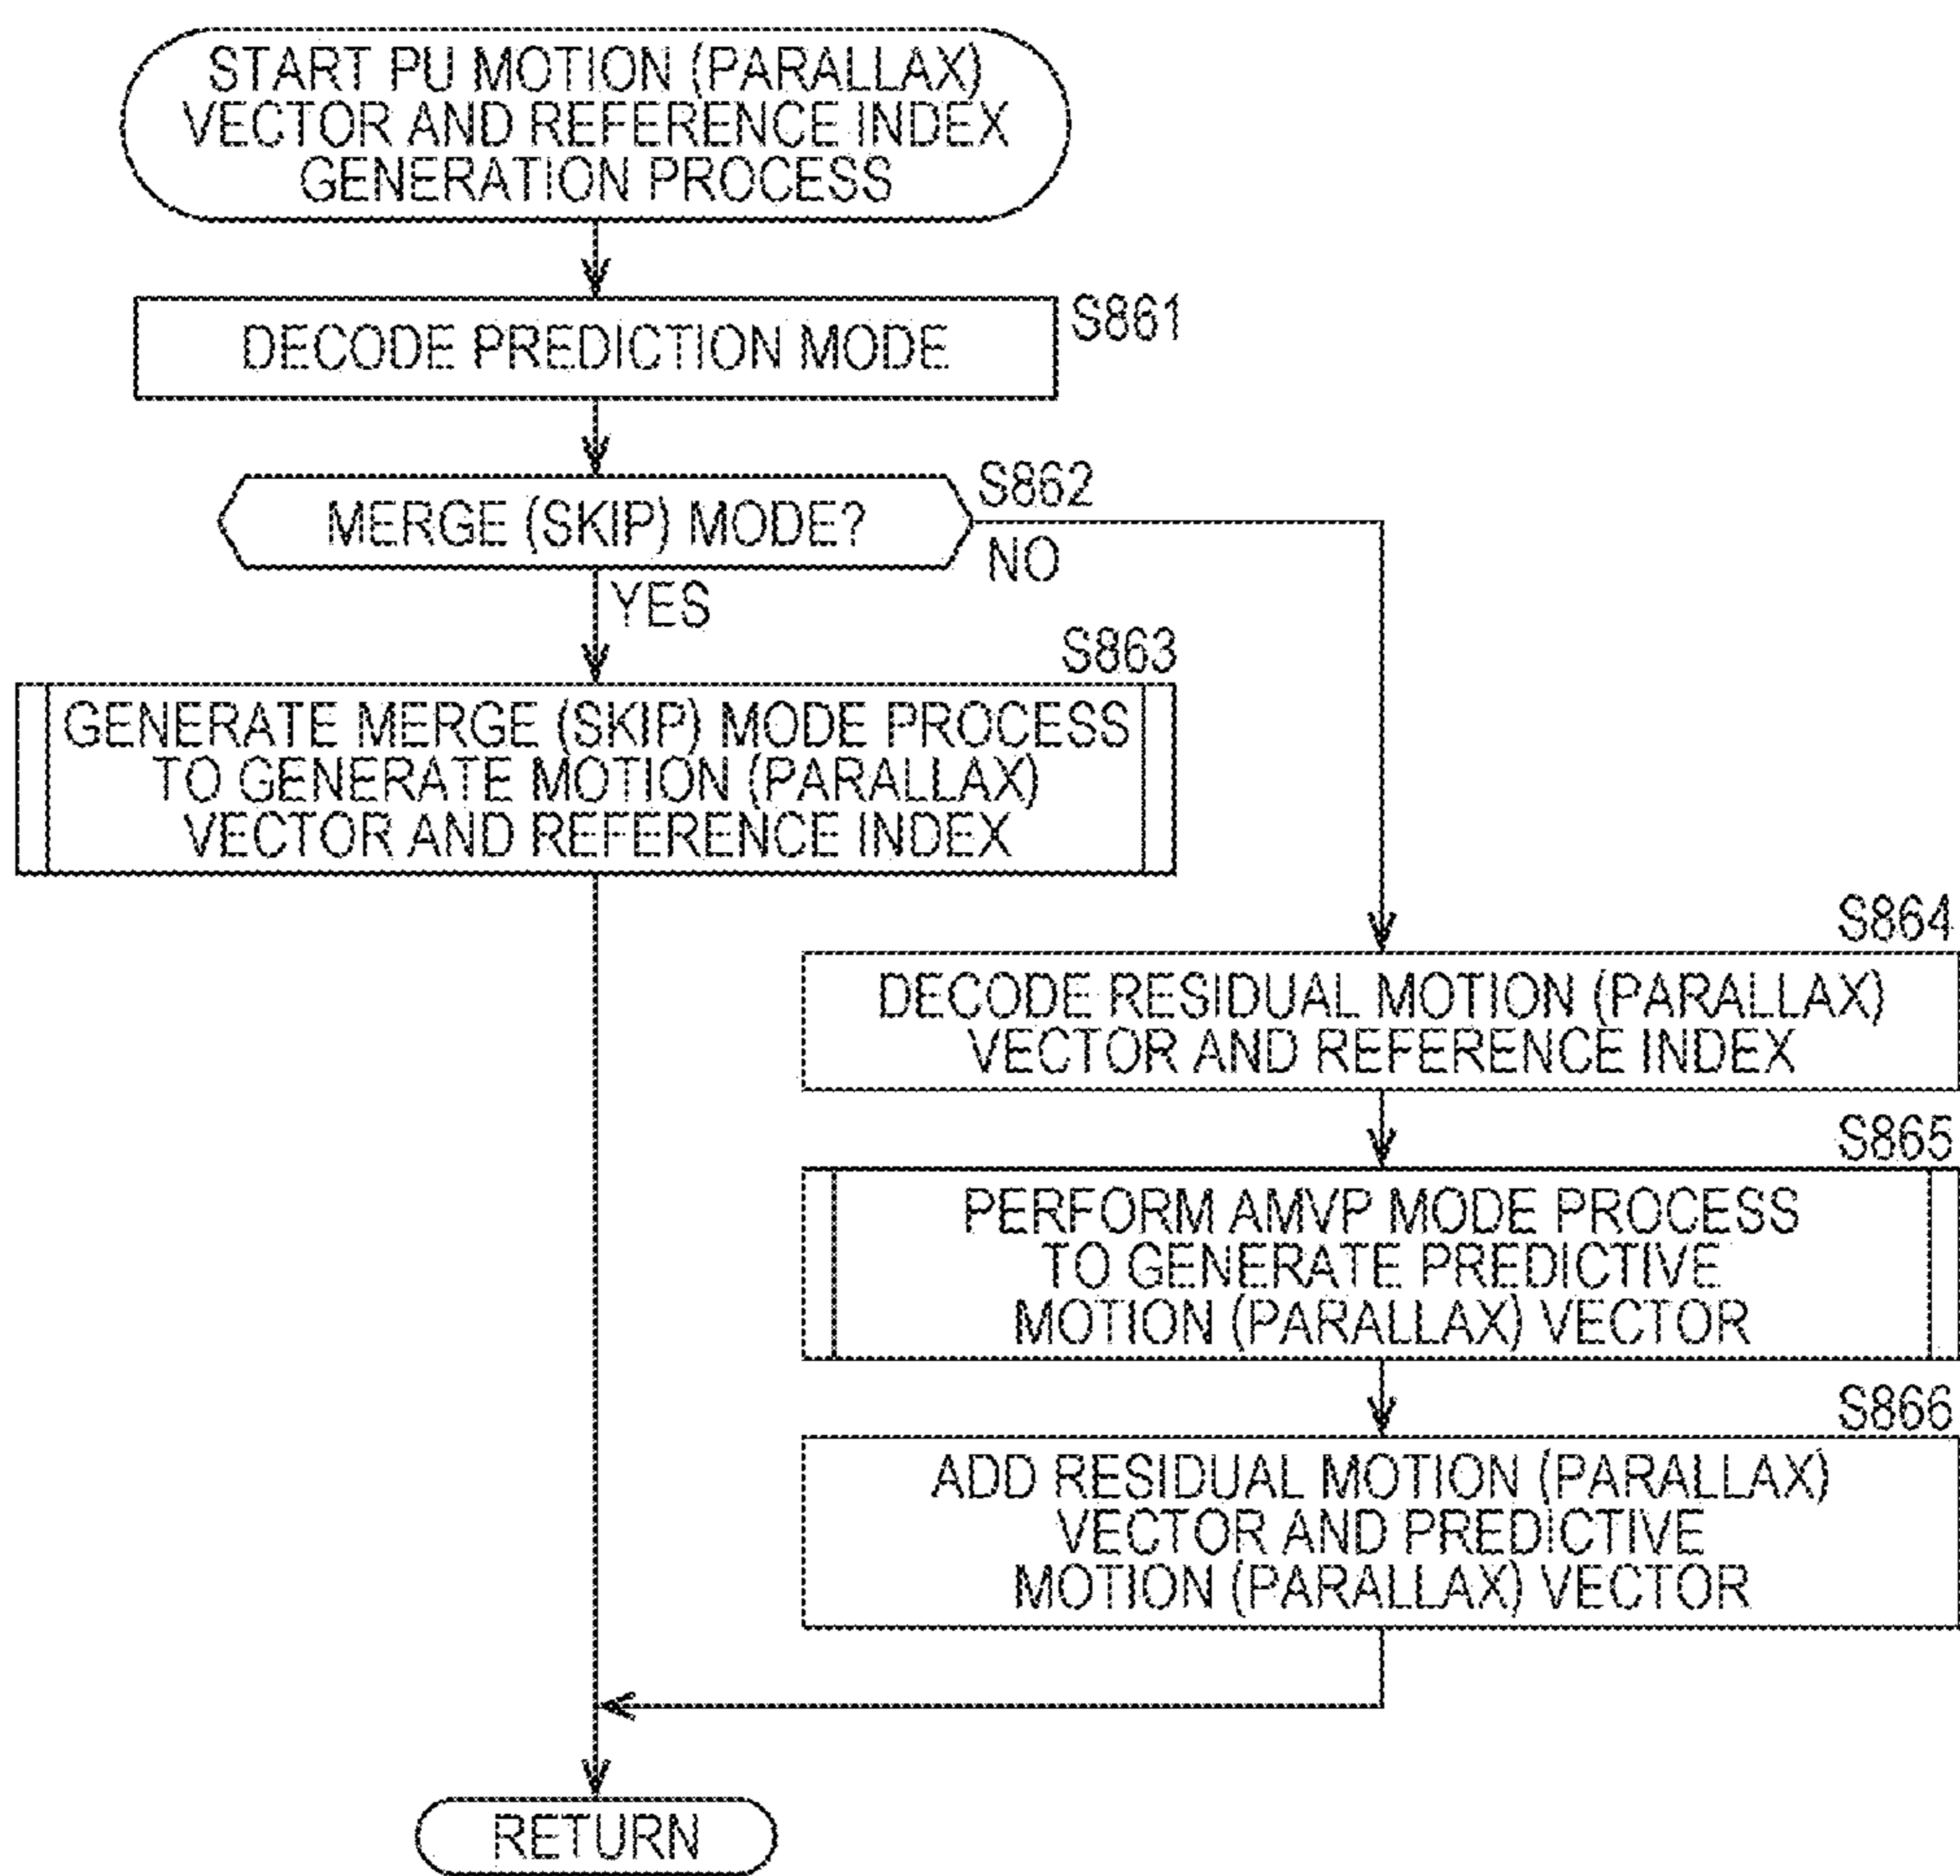 START PU MOTION (PARALLAX)
VECTOR AND REFERENCE INDEX
GENERATION PROCESS
DECODE PREDICTION MODE
S861
MERGE (SKIP) MODE?
S862
NO
YES
S863
GENERATE MERGE (SKIP) MODE PROCESS
TO GENERATE MOTION (PARALLAX)
VECTOR AND REFERENCE INDEX
S864
DECODE RESIDUAL MOTION (PARALLAX)
VECTOR AND REFERENCE INDEX
S865
PERFORM AMVP MODE PROCESS
TO GENERATE PREDICTIVE
MOTION (PARALLAX) VECTOR
S866
ADD RESIDUAL MOTION (PARALLAX)
VECTOR AND PREDICTIVE
MOTION (PARALLAX) VECTOR
RETURN